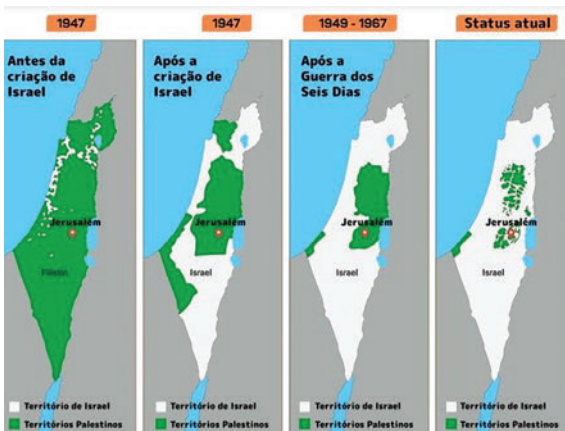 1947
Antes da
criação de
Israel
Jerusalém
Território de Israel
Territórios Palestinos
1947
Após a
criação de
Israel
Jerusalém
Israel
Território de Israel
Territórios Palestinos
1949 - 1967
Após a
Guerra dos
Seis Dias
Jerusalém
Israel
Território de Israel
Territórios Palestinos
Status atual
Jerusalém
Israel
Território de Israel
Territórios Palestinos